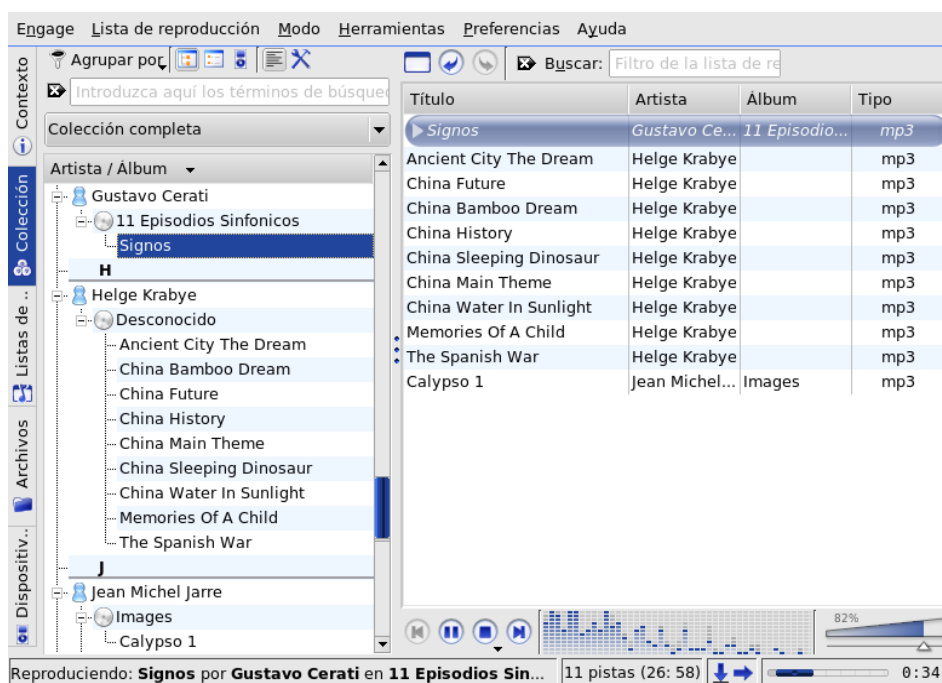 Engage Lista de reproducción Modo Herramientas Preferencias Ayuda
Contexto
Colección
Listas de ..
Archivos
Dispositiv..
Agrupar por
Introduzca aquí los términos de búsqued
Colección completa
Artista / Álbum
Gustavo Cerati
11 Episodios Sinfonicos
Signos
H
Helge Krabye
Desconocido
Ancient City The Dream
China Bamboo Dream
China Future
China History
China Main Theme
China Sleeping Dinosaur
China Water In Sunlight
Memories Of A Child
The Spanish War
J
Jean Michel Jarre
Images
Calypso 1
Buscar: Filtro de la lista de re
Título Artista Álbum Tipo
Signos Gustavo Ce... 11 Episodio... mp3
Ancient City The Dream Helge Krabye mp3
China Future Helge Krabye mp3
China Bamboo Dream Helge Krabye mp3
China History Helge Krabye mp3
China Sleeping Dinosaur Helge Krabye mp3
China Main Theme Helge Krabye mp3
China Water In Sunlight Helge Krabye mp3
Memories Of A Child Helge Krabye mp3
The Spanish War Helge Krabye mp3
Calypso 1 Jean Michel... Images mp3
82%
Reproduciendo: Signos por Gustavo Cerati en 11 Episodios Sin... 11 pistas (26: 58) 0:34